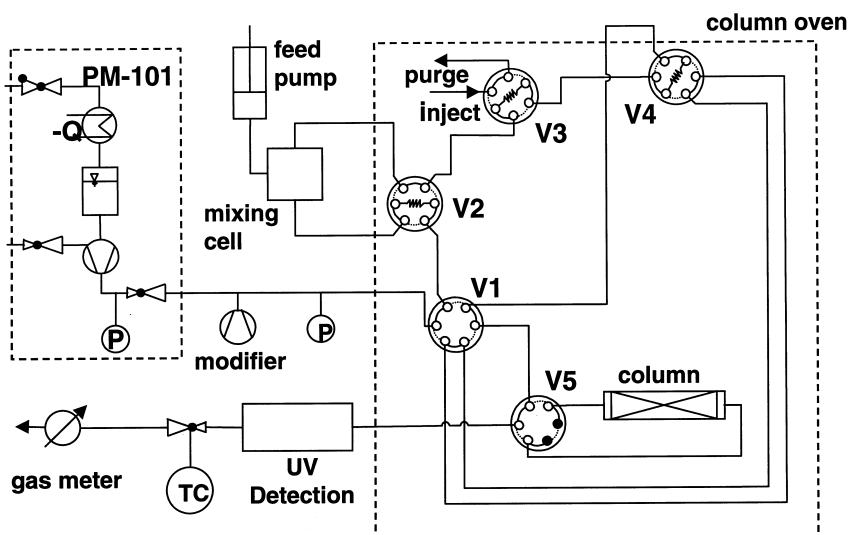 column oven
feed
pump
PM-101
purge
inject
V3
V4
-Q
mixing
cell
V2
V1
P
P
modifier
V5
column
gas meter
TC
UV
Detection